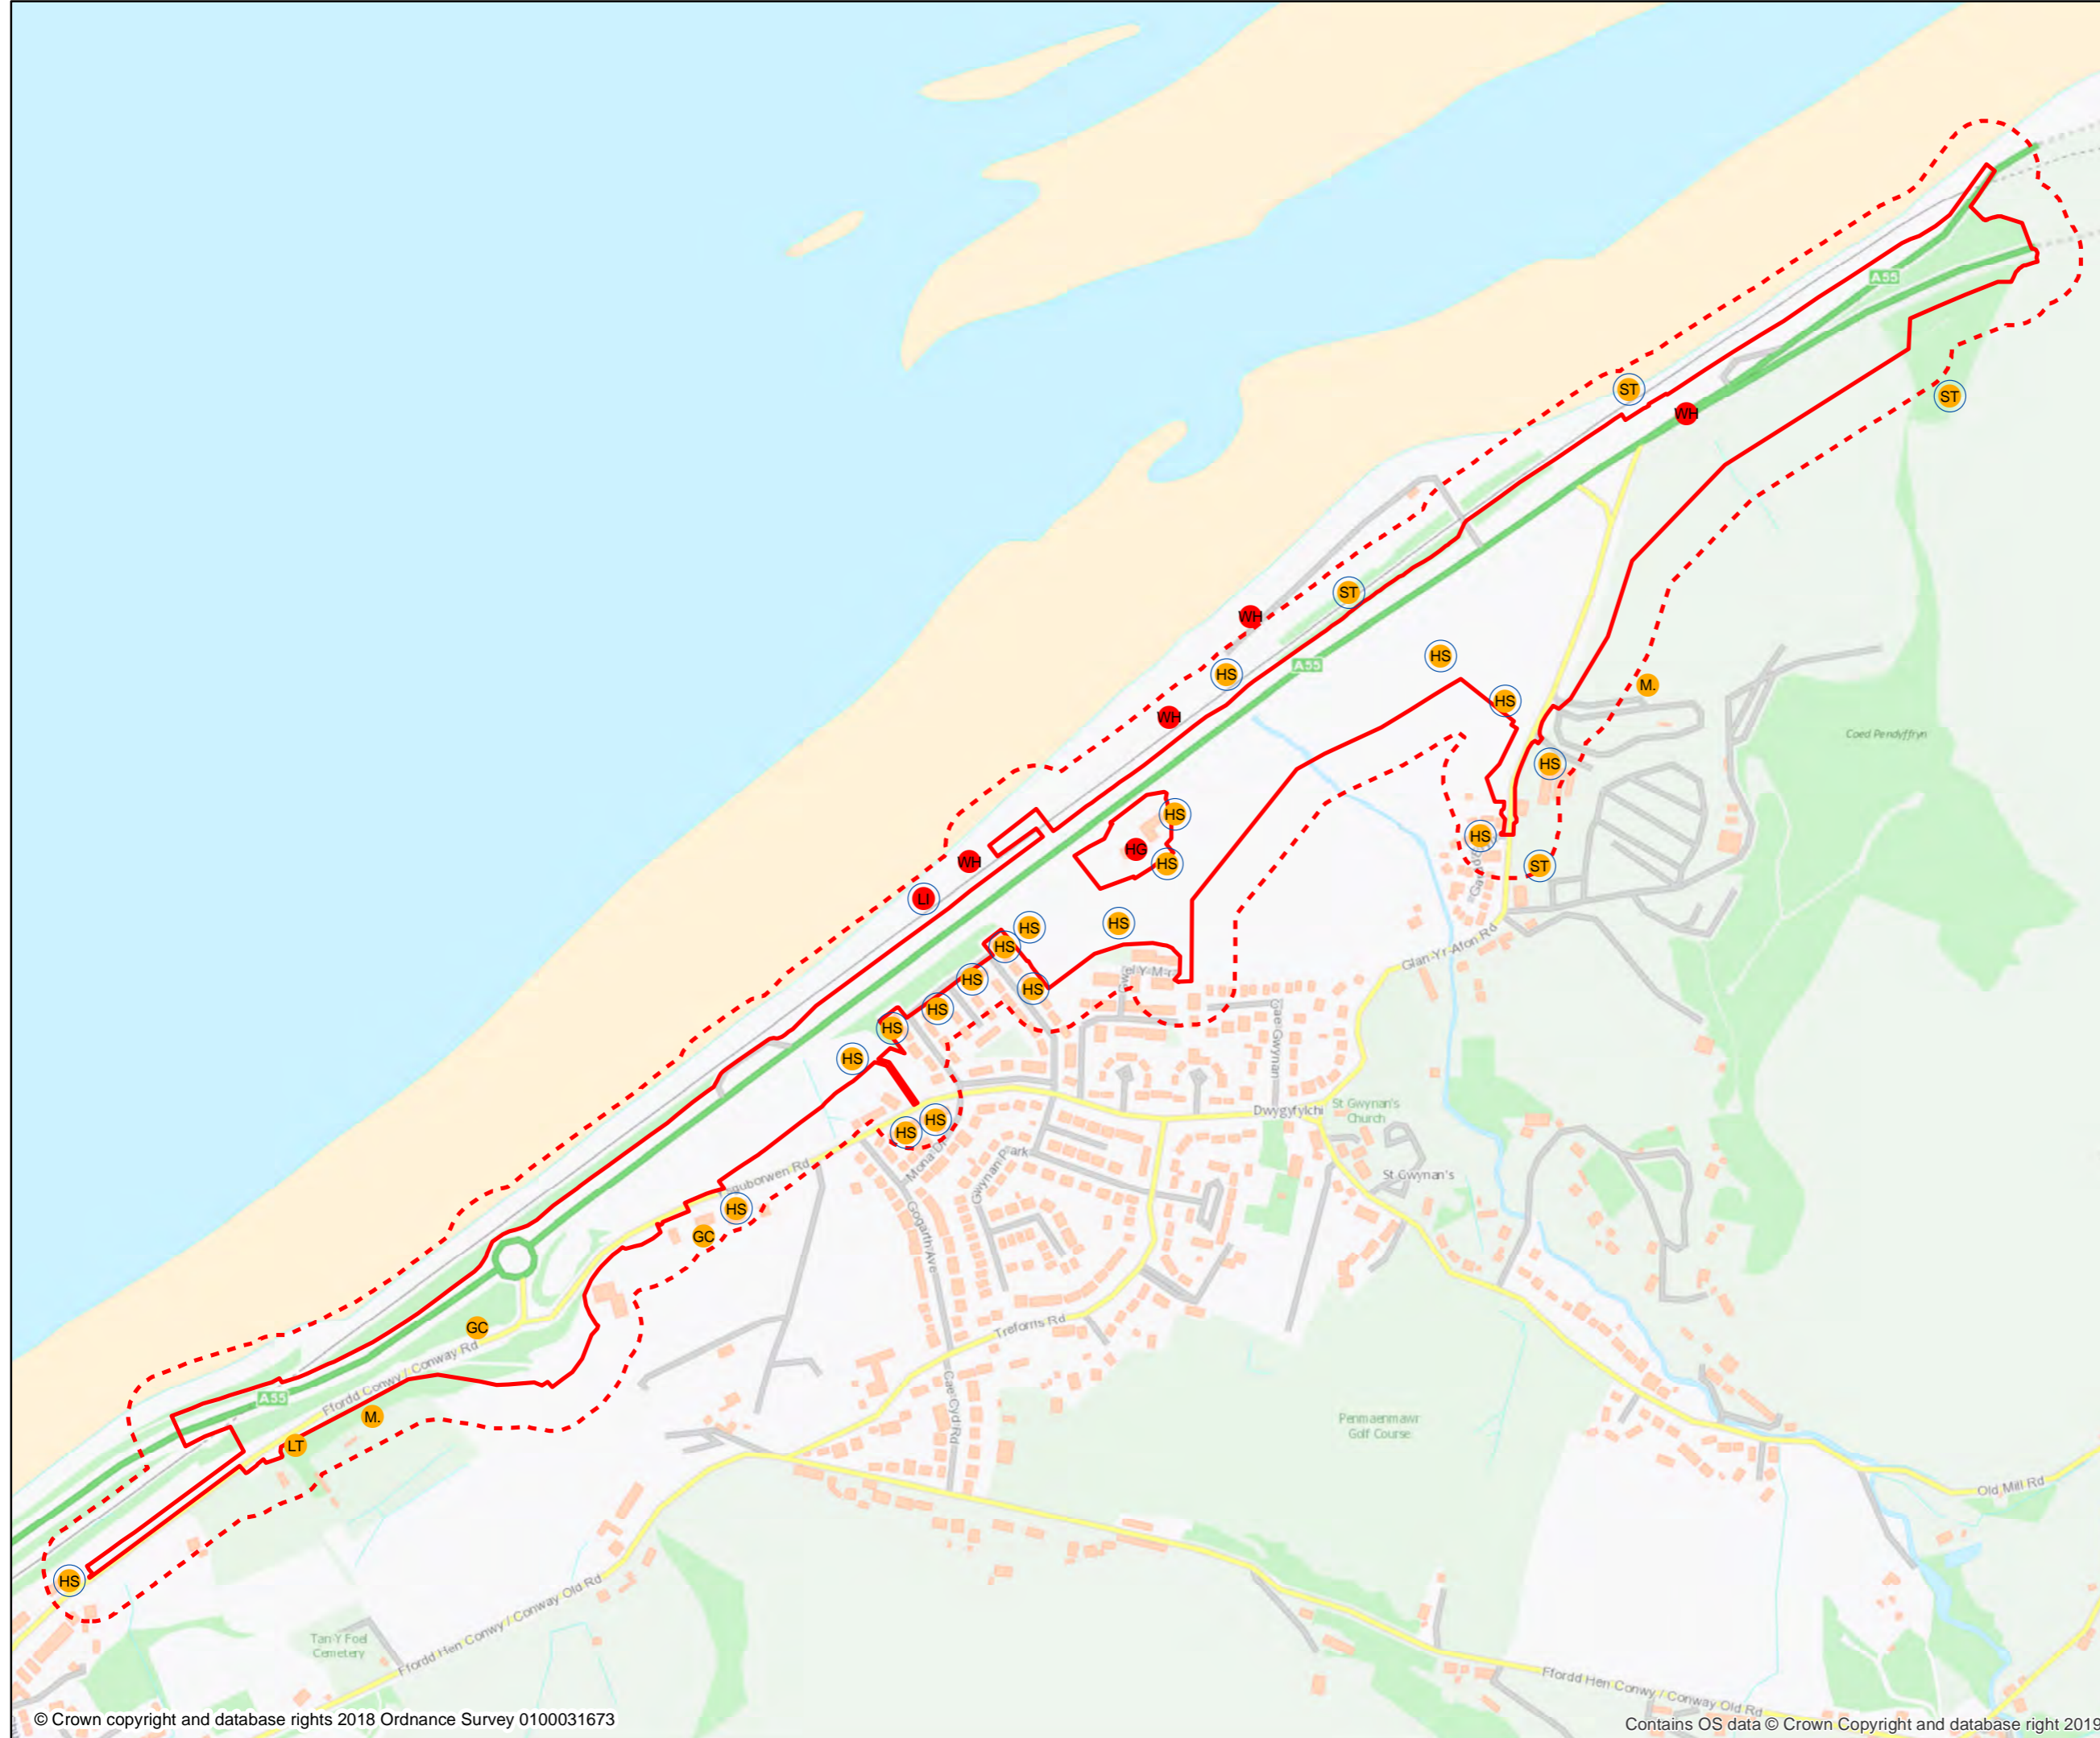 A55
ST
WH
ST
WH
ST
HS
A55
HS
M.
HS
WH
Coed Pendyffryn
HS
HS
HS
HG
HS
WH
HS
ST
LI
HS
HS
HS
Glan-Yr-Afon Rd
HS
HS
HS
HS
Cae Gwynan
HS
St Gwynan's
Church
Dwygyfylchi
HS
HS
Mona Dr
Gwynan Park
St Gwynan's
HS
Gogarth Ave
GC
GC
Treforris Rd
Ffordd Conwy / Conway Rd
A55
M.
Cae Cyd Rd
Penmaenmawr
Golf Course
LT
Old Mill Rd
HS
Ffordd Hen Conwy / Conway Old Rd
Tan-Y-Foel
Cemetery
Ffordd Hen Conwy / Conway Old Rd
© Crown copyright and database rights 2018 Ordnance Survey 0100031673
Contains OS data © Crown Copyright and database right 2019